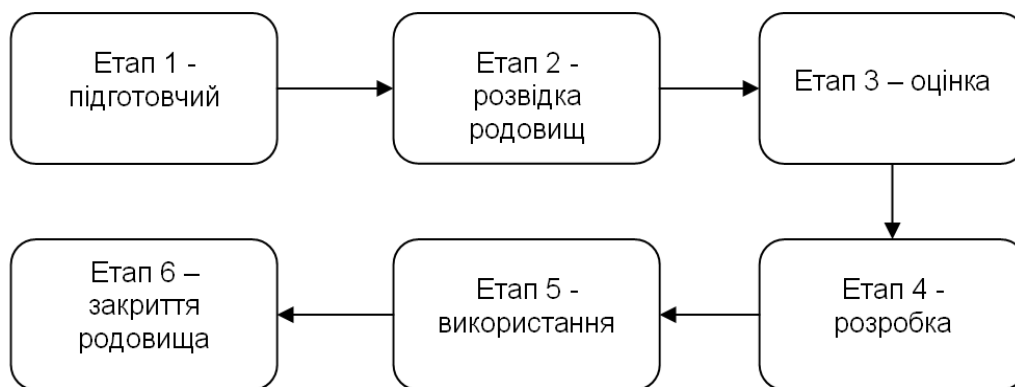 Етап 1 -
підготовчий
Етап 2 -
розвідка
родовищ
Етап 3 – оцінка
Етап 4 -
розробка
Етап 5 -
використання
Етап 6 –
закриття
родовища